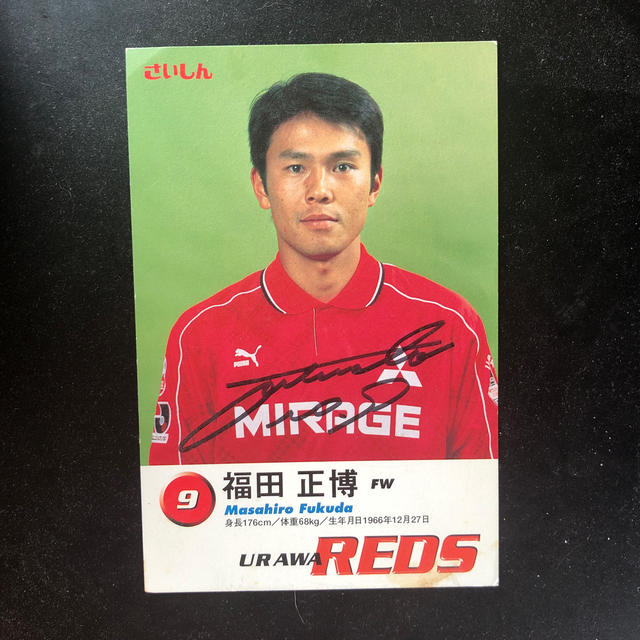 さいしん
MIRAGE
J
9
福田 正博 FW
Masahiro Fukuda
身長176cm/体重68kg/生年月日1966年12月27日
URAWA REDS